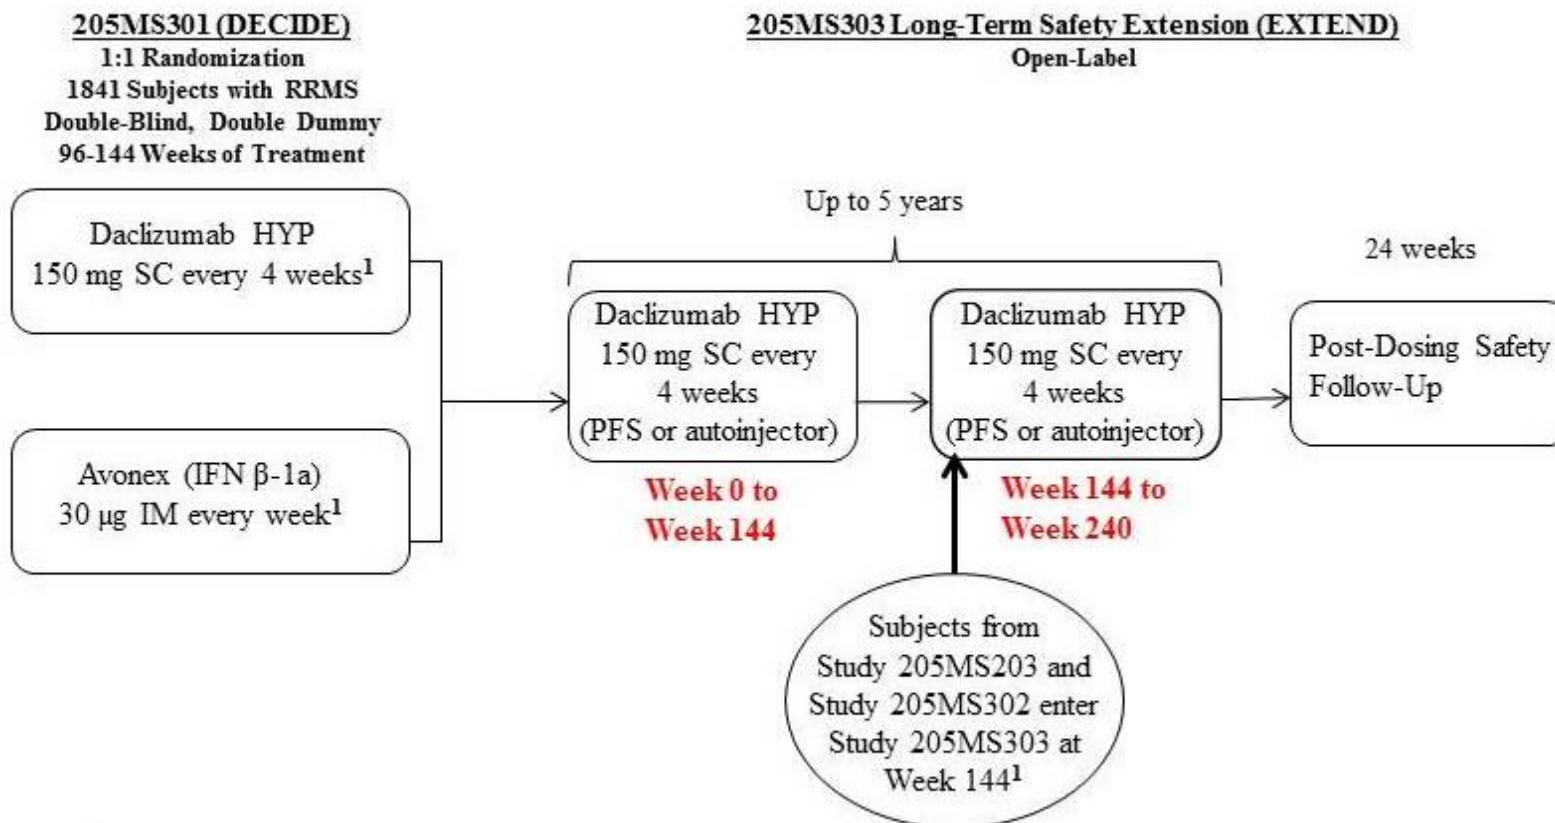 205MS301 (DECIDE)
1:1 Randomization
1841 Subjects with RRMS
Double-Blind, Double Dummy
96-144 Weeks of Treatment
Daclizumab HYP
150 mg SC every 4 weeks¹
Avonex (IFN β-1a)
30 µg IM every week¹
205MS303 Long-Term Safety Extension (EXTEND)
Open-Label
Up to 5 years
Daclizumab HYP
150 mg SC every
4 weeks
(PFS or autoinjector)
Week 0 to
Week 144
Daclizumab HYP
150 mg SC every
4 weeks
(PFS or autoinjector)
Week 144 to
Week 240
Subjects from
Study 205MS203 and
Study 205MS302 enter
Study 205MS303 at
Week 144¹
24 weeks
Post-Dosing Safety
Follow-Up